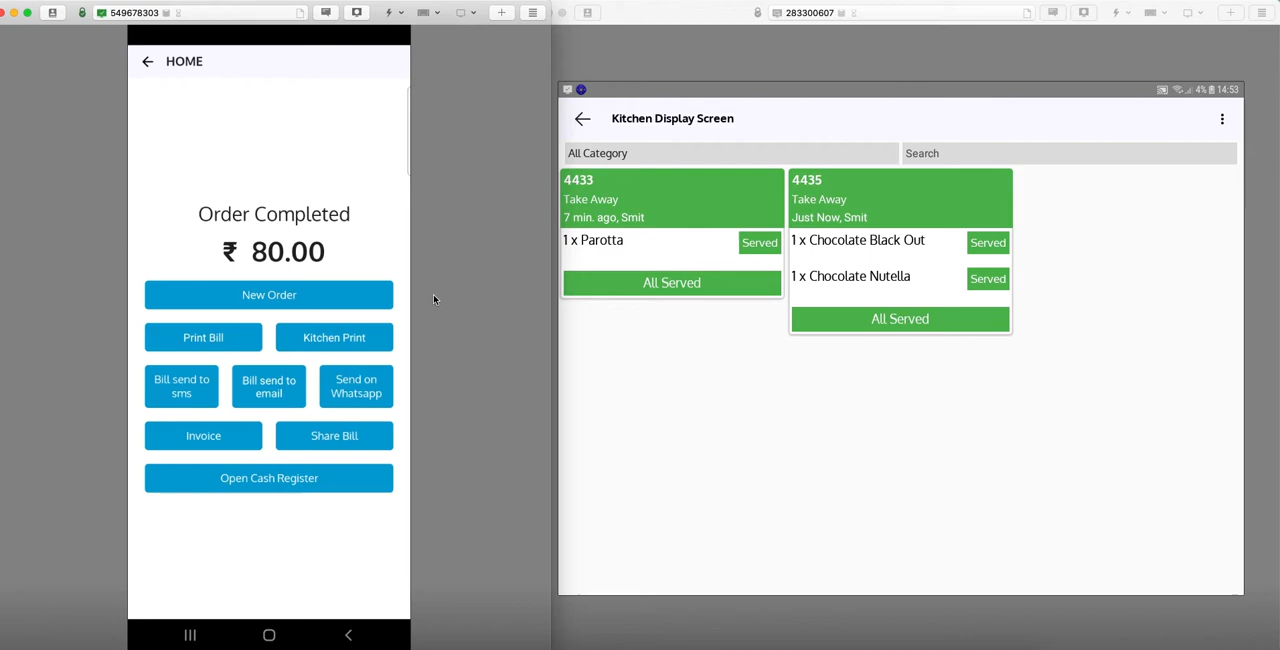 549678303
HOME
Order Completed
₹ 80.00
New Order
Print Bill
Kitchen Print
Bill send to
sms
Bill send to
email
Send on
Whatsapp
Invoice
Share Bill
Open Cash Register
283300607
4% 14:53
Kitchen Display Screen
All Category
Search
4433
Take Away
7 min. ago, Smit
1 x Parotta
Served
All Served
4435
Take Away
Just Now, Smit
1 x Chocolate Black Out
Served
1 x Chocolate Nutella
Served
All Served